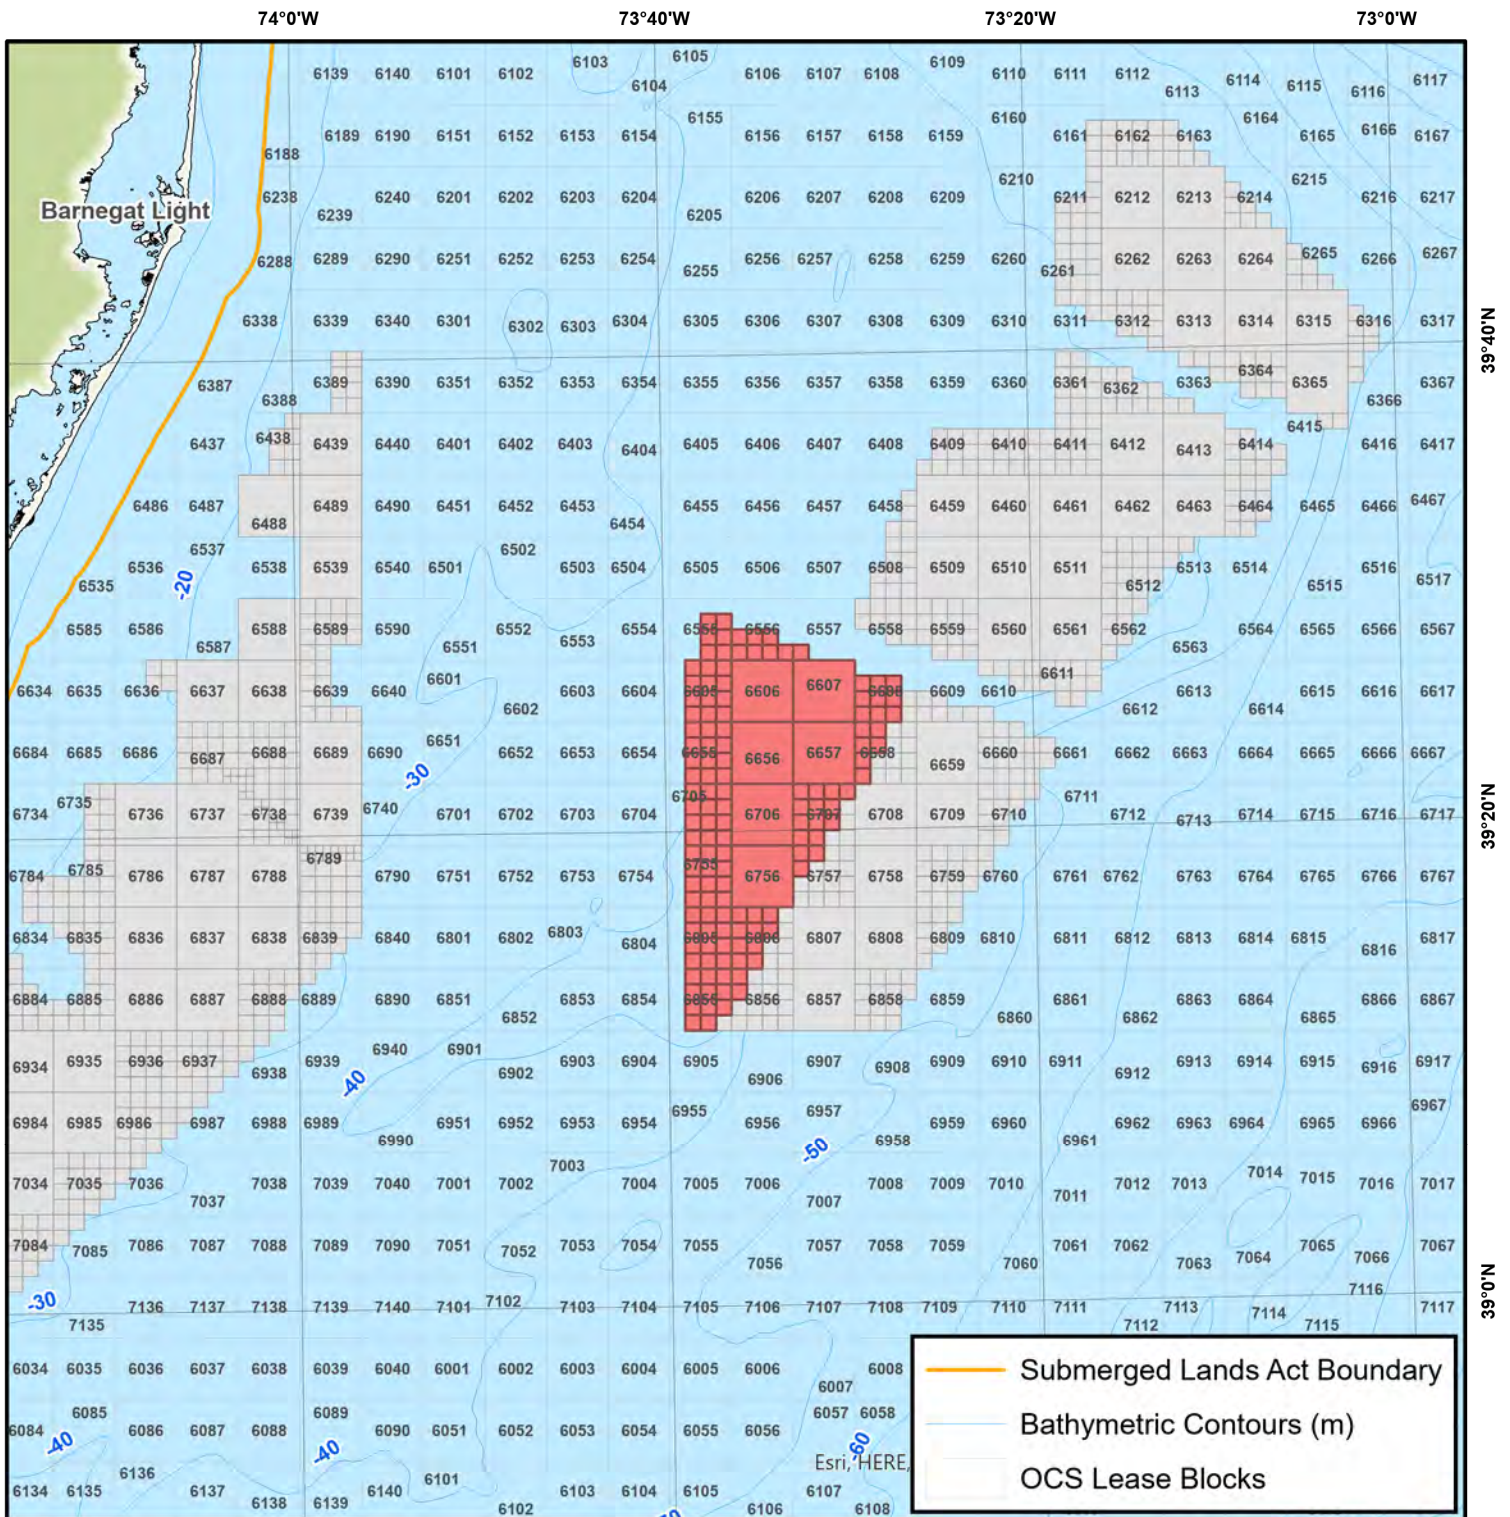 74°0'W 73°40'W 73°20'W 73°0'W
6139 6140 6101 6102 6103 6104 6105 6106 6107 6108 6109 6110 6111 6112 6113 6114 6115 6116 6117
6188 6189 6190 6151 6152 6153 6154 6155 6156 6157 6158 6159 6160 6161 6162 6163 6164 6165 6166 6167
Barnegat Light
6238 6239 6240 6201 6202 6203 6204 6205 6206 6207 6208 6209 6210 6211 6212 6213 6214 6215 6216 6217
6288 6289 6290 6251 6252 6253 6254 6255 6256 6257 6258 6259 6260 6261 6262 6263 6264 6265 6266 6267
6338 6339 6340 6301 6302 6303 6304 6305 6306 6307 6308 6309 6310 6311 6312 6313 6314 6315 6316 6317
39°40'N
6387 6388 6389 6390 6351 6352 6353 6354 6355 6356 6357 6358 6359 6360 6361 6362 6363 6364 6365 6366 6367
6437 6438 6439 6440 6401 6402 6403 6404 6405 6406 6407 6408 6409 6410 6411 6412 6413 6414 6415 6416 6417
6486 6487 6488 6489 6490 6451 6452 6453 6454 6455 6456 6457 6458 6459 6460 6461 6462 6463 6464 6465 6466 6467
6535 6536 6537 6538 6539 6540 6501 6502 6503 6504 6505 6506 6507 6508 6509 6510 6511 6512 6513 6514 6515 6516 6517
-20
6585 6586 6587 6588 6589 6590 6551 6552 6553 6554 6555 6556 6557 6558 6559 6560 6561 6562 6563 6564 6565 6566 6567
6634 6635 6636 6637 6638 6639 6640 6601 6602 6603 6604 6605 6606 6607 6608 6609 6610 6611 6612 6613 6614 6615 6616 6617
6684 6685 6686 6687 6688 6689 6690 6651 6652 6653 6654 6655 6656 6657 6658 6659 6660 6661 6662 6663 6664 6665 6666 6667
-30
6734 6735 6736 6737 6738 6739 6740 6701 6702 6703 6704 6705 6706 6707 6708 6709 6710 6711 6712 6713 6714 6715 6716 6717
39°20'N
6784 6785 6786 6787 6788 6789 6790 6751 6752 6753 6754 6755 6756 6757 6758 6759 6760 6761 6762 6763 6764 6765 6766 6767
6834 6835 6836 6837 6838 6839 6840 6801 6802 6803 6804 6805 6806 6807 6808 6809 6810 6811 6812 6813 6814 6815 6816 6817
6884 6885 6886 6887 6888 6889 6890 6851 6852 6853 6854 6855 6856 6857 6858 6859 6860 6861 6862 6863 6864 6865 6866 6867
6934 6935 6936 6937 6938 6939 6940 6901 6902 6903 6904 6905 6906 6907 6908 6909 6910 6911 6912 6913 6914 6915 6916 6917
-40
6984 6985 6986 6987 6988 6989 6990 6951 6952 6953 6954 6955 6956 6957 6958 6959 6960 6961 6962 6963 6964 6965 6966 6967
-50
7034 7035 7036 7037 7038 7039 7040 7001 7002 7003 7004 7005 7006 7007 7008 7009 7010 7011 7012 7013 7014 7015 7016 7017
7084 7085 7086 7087 7088 7089 7090 7051 7052 7053 7054 7055 7056 7057 7058 7059 7060 7061 7062 7063 7064 7065 7066 7067
39°0'N
-30
7135 7136 7137 7138 7139 7140 7101 7102 7103 7104 7105 7106 7107 7108 7109 7110 7111 7112 7113 7114 7115 7116 7117
6034 6035 6036 6037 6038 6039 6040 6001 6002 6003 6004 6005 6006 6007 6008
6084 6085 6086 6087 6088 6089 6090 6051 6052 6053 6054 6055 6056 6057 6058
-40 -40 -60
Esri, HERE,
6134 6135 6136 6137 6138 6139 6140 6101 6102 6103 6104 6105 6106 6107 6108
Submerged Lands Act Boundary
Bathymetric Contours (m)
OCS Lease Blocks